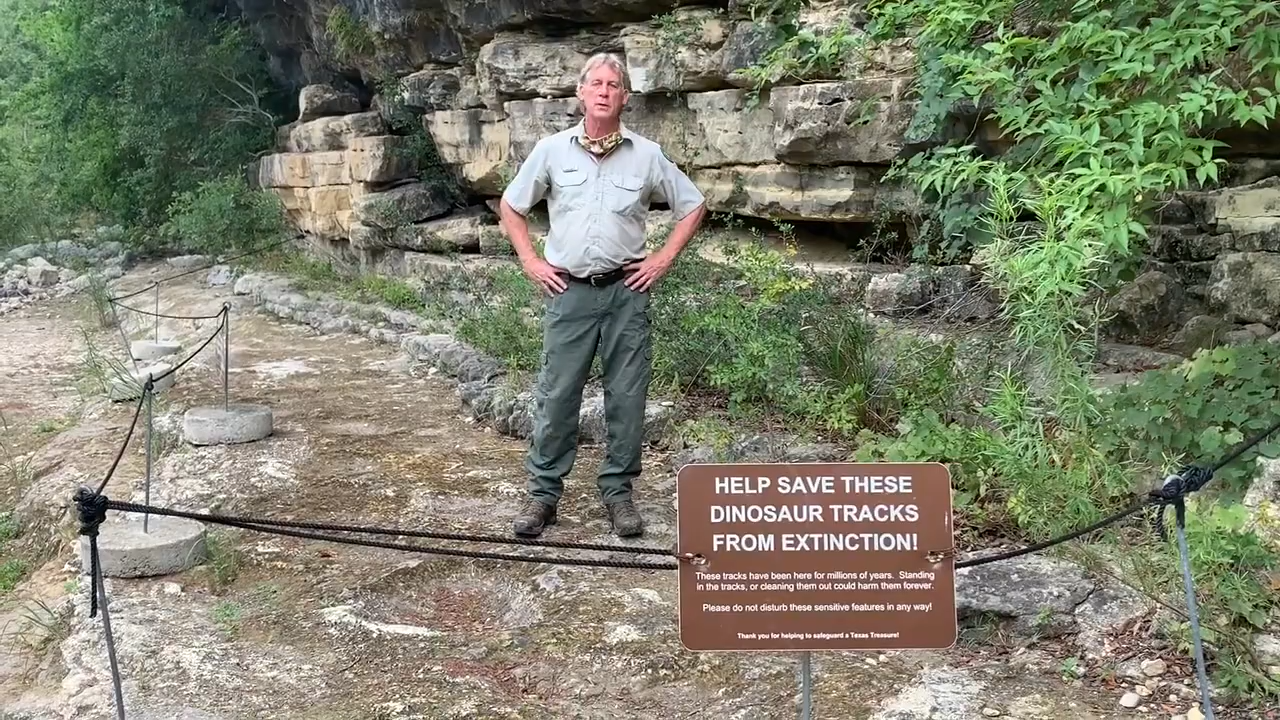 HELP SAVE THESE
DINOSAUR TRACKS
FROM EXTINCTION!
These tracks have been here for millions of years. Standing
in the tracks, or cleaning them out could harm them forever.
Please do not disturb these sensitive features in any way!
Thank you for helping to safeguard a Texas Treasure!